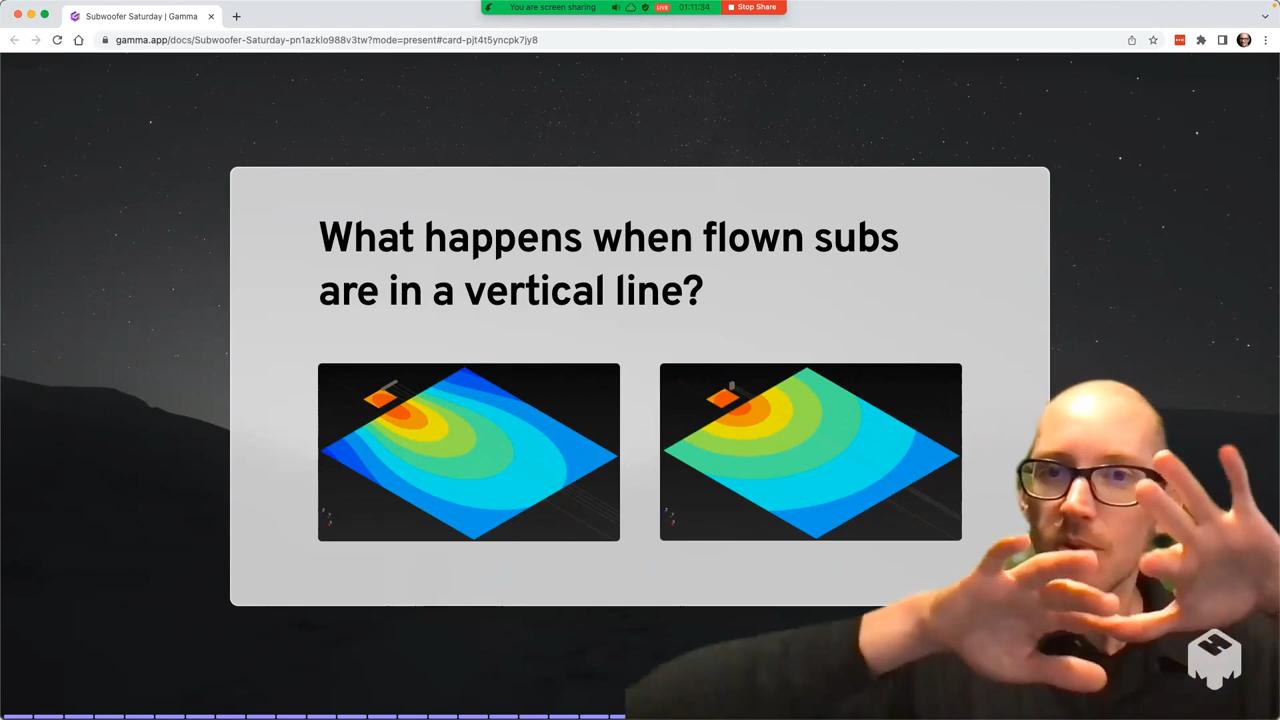 Subwoofer Saturday | Gamma
You are screen sharing
LIVE
01:11:34
Stop Share
gamma.app/docs/Subwoofer-Saturday-pn1azklo988v3tw?mode=present#card-pjt4t5yncpk7jy8
What happens when flown subs
are in a vertical line?